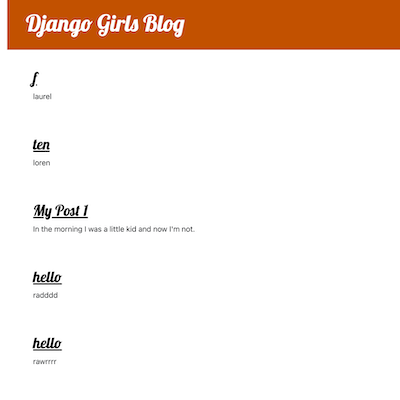 Django Girls Blog
f
laurel
ten
loren
My Post 1
In the morning I was a little kid and now I'm not.
hello
radddd
hello
rawrrrr